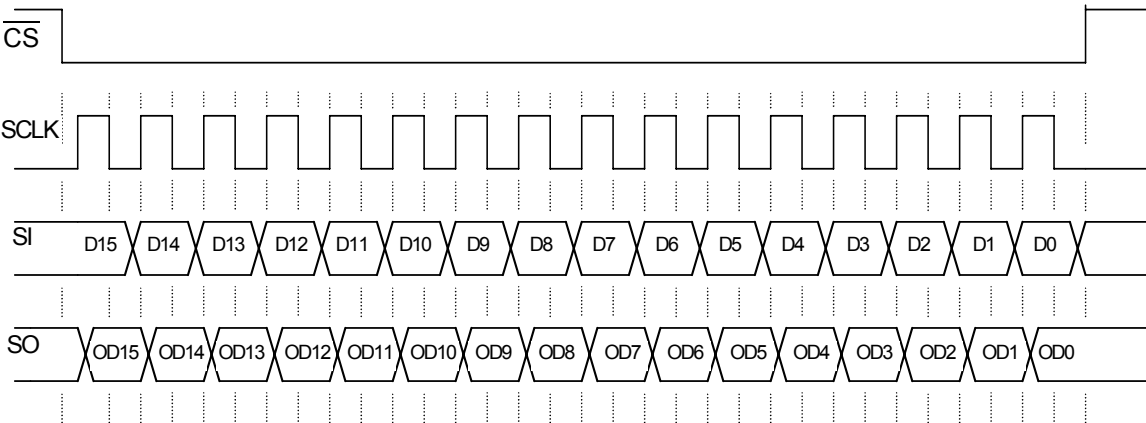 CS
SCLK
SI D15 D14 D13 D12 D11 D10 D9 D8 D7 D6 D5 D4 D3 D2 D1 D0
SO OD15 OD14 OD13 OD12 OD11 OD10 OD9 OD8 OD7 OD6 OD5 OD4 OD3 OD2 OD1 OD0